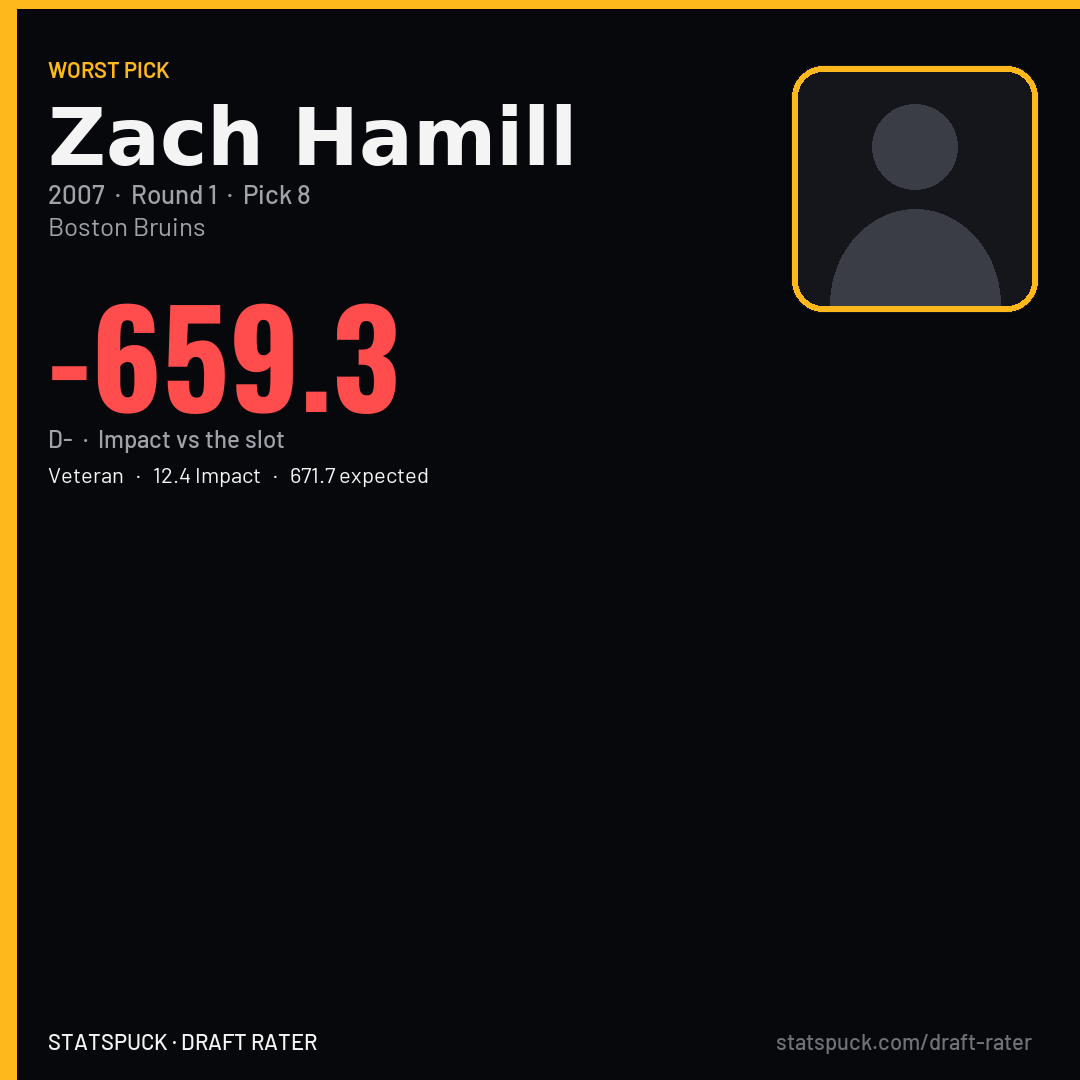 WORST PICK
Zach Hamill
2007 · Round 1 · Pick 8
Boston Bruins
-659.3
D- · Impact vs the slot
Veteran · 12.4 Impact · 671.7 expected
STATSPUCK · DRAFT RATER
statspuck.com/draft-rater